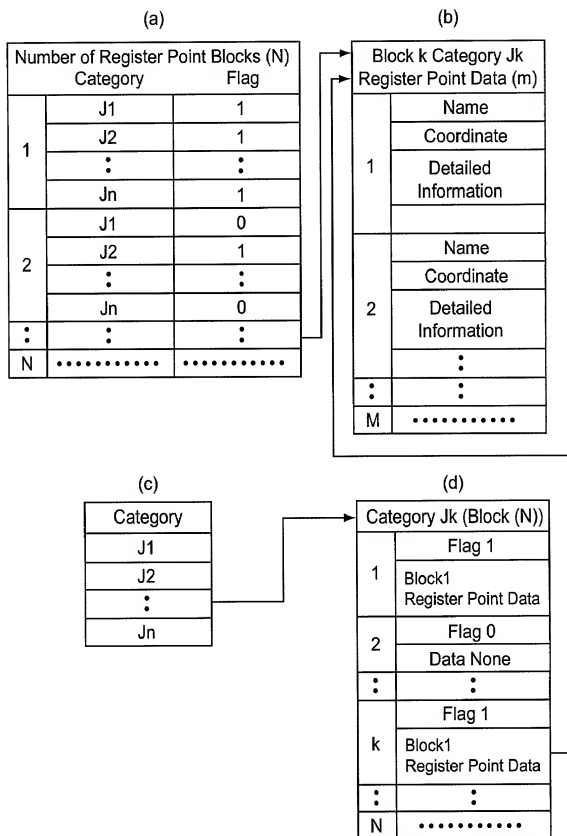 (a)
Number of Register Point Blocks (N)
Category Flag
1
J1 1
J2 1
⋮ ⋮
Jn 1
2
J1 0
J2 1
⋮ ⋮
Jn 0
⋮ ⋮ ⋮
N ••••••••••• •••••••••••
(b)
Block k Category Jk
Register Point Data (m)
1
Name
Coordinate
Detailed
Information
2
Name
Coordinate
Detailed
Information
⋮
⋮ ⋮
M •••••••••••
(c)
Category
J1
J2
⋮
Jn
(d)
Category Jk (Block (N))
1
Flag 1
Block1
Register Point Data
2
Flag 0
Data None
⋮ ⋮
k
Flag 1
Block1
Register Point Data
⋮ ⋮
N •••••••••••